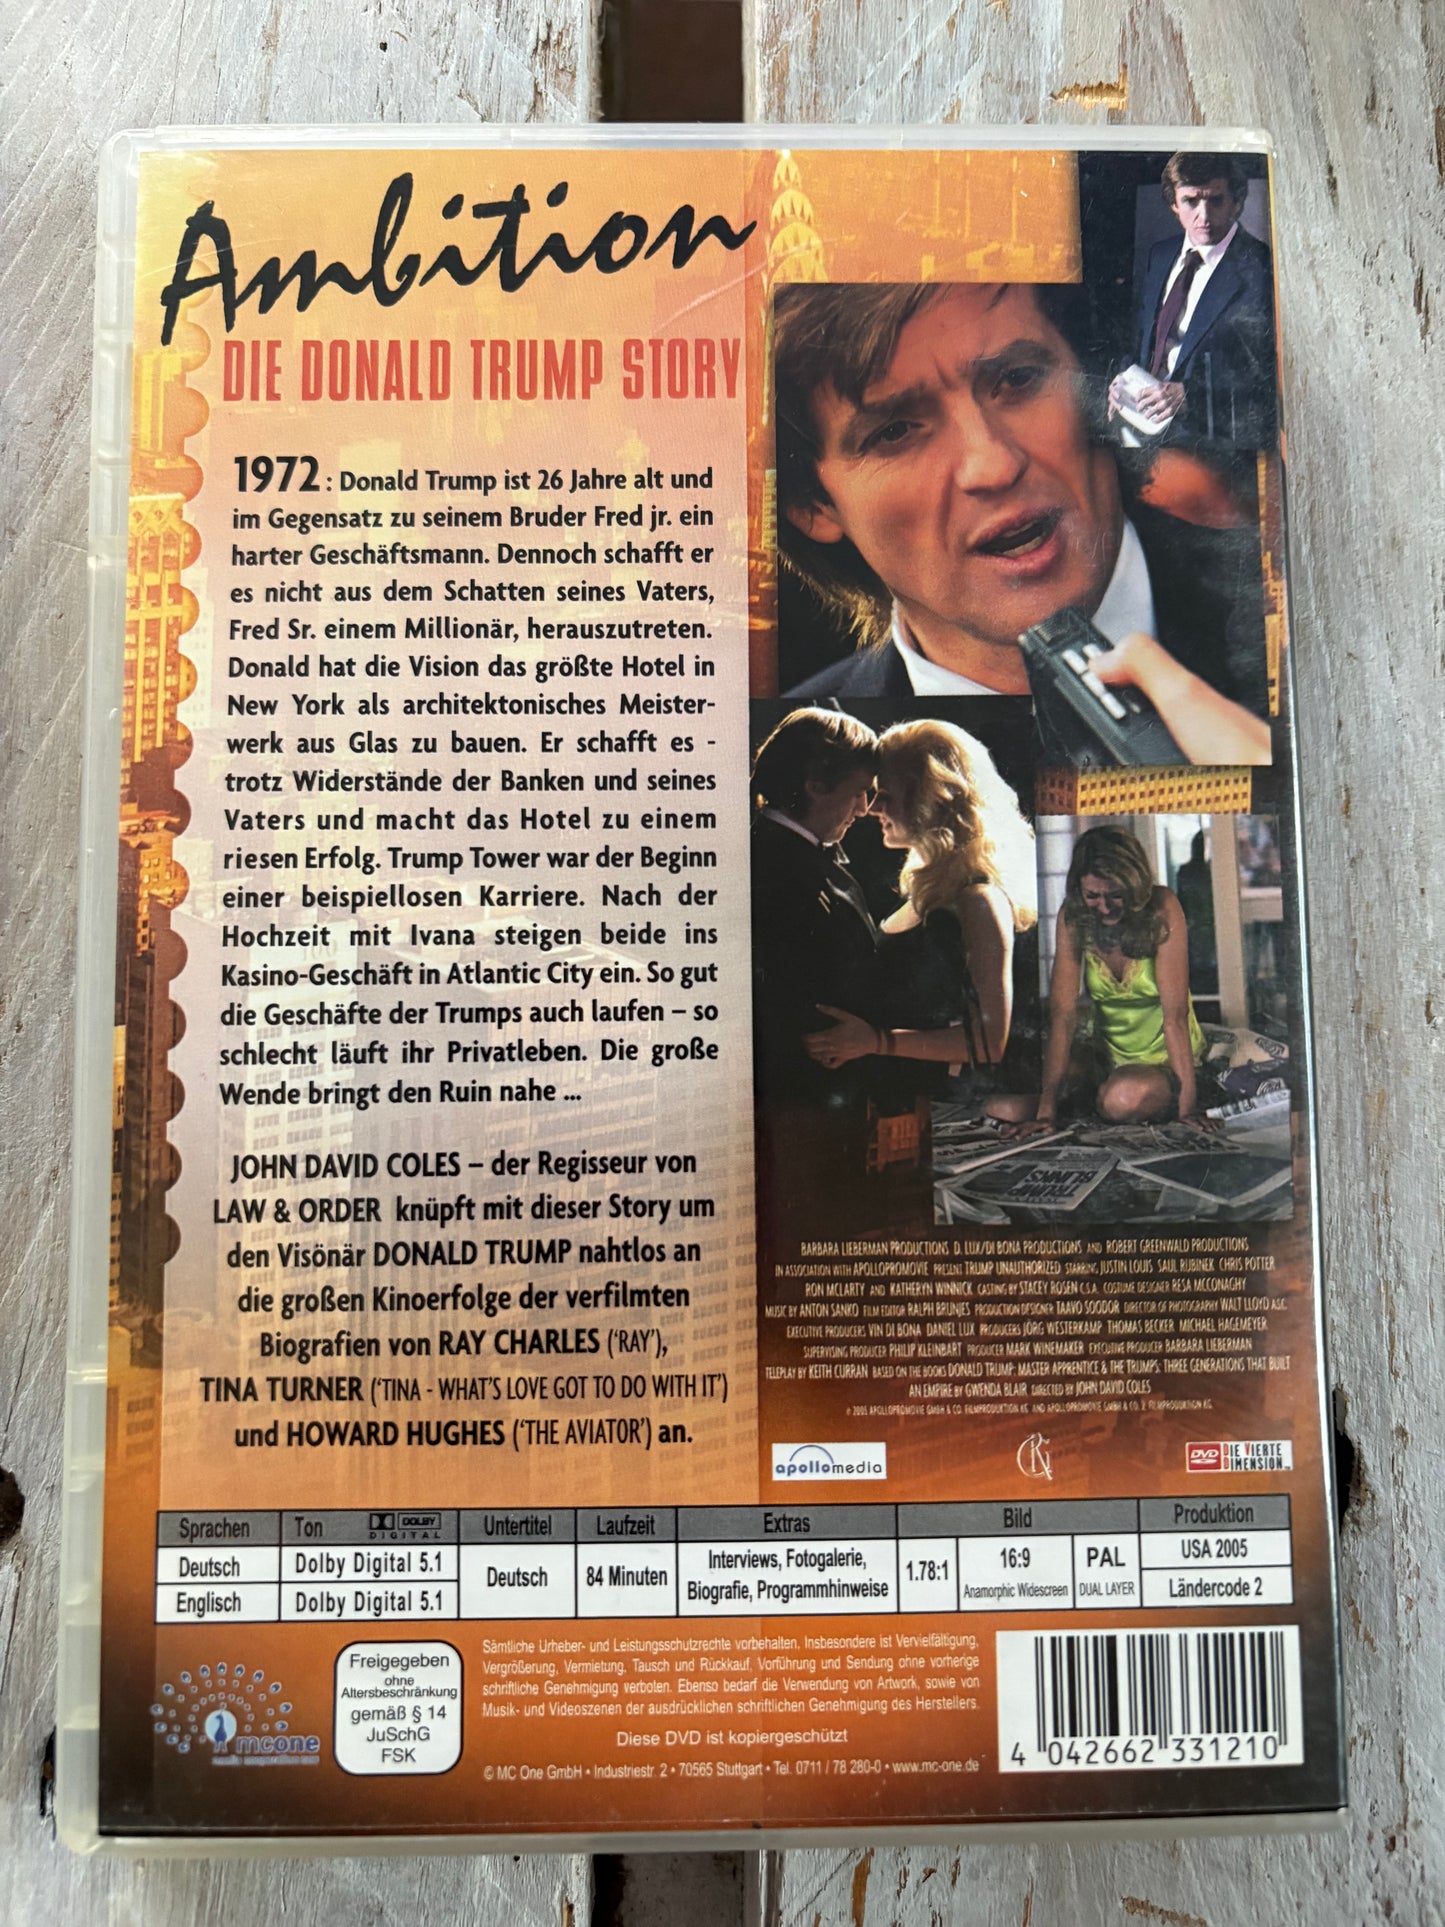 Ambition
DIE DONALD TRUMP STORY
1972: Donald Trump ist 26 Jahre alt und
im Gegensatz zu seinem Bruder Fred jr. ein
harter Geschäftsmann. Dennoch schafft er
es nicht aus dem Schatten seines Vaters,
Fred Sr. einem Millionär, herauszutreten.
Donald hat die Vision das größte Hotel in
New York als architektonisches Meister-
werk aus Glas zu bauen. Er schafft es -
trotz Widerstände der Banken und seines
Vaters und macht das Hotel zu einem
riesen Erfolg. Trump Tower war der Beginn
einer beispiellosen Karriere. Nach der
Hochzeit mit Ivana steigen beide ins
Kasino-Geschäft in Atlantic City ein. So gut
die Geschäfte der Trumps auch laufen – so
schlecht läuft ihr Privatleben. Die große
Wende bringt den Ruin nahe ...
JOHN DAVID COLES – der Regisseur von
LAW & ORDER knüpft mit dieser Story um
den Visönär DONALD TRUMP nahtlos an
die großen Kinoerfolge der verfilmten
Biografien von RAY CHARLES ('RAY'),
TINA TURNER ('TINA - WHAT'S LOVE GOT TO DO WITH IT')
und HOWARD HUGHES ('THE AVIATOR') an.
BARBARA LIEBERMAN PRODUCTIONS D. LUX/DI BONA PRODUCTIONS AND ROBERT GREENWALD PRODUCTIONS
IN ASSOCIATION WITH APOLLOPROMOVIE PRESENT TRUMP UNAUTHORIZED STARRING JUSTIN LOUIS SAUL RUBINEK CHRIS POTTER
RON MCLARTY AND KATHERYN WINNICK CASTING BY STACEY ROSEN C.S.A. COSTUME DESIGNER RESA MCCONAGHY
MUSIC BY ANTON SANKO FILM EDITOR RALPH BRUNJES PRODUCTION DESIGNER TAAVO SOODOR DIRECTOR OF PHOTOGRAPHY WALT LLOYD ASC.
EXECUTIVE PRODUCERS VIN DI BONA DANIEL LUX PRODUCERS JÖRG WESTERKAMP THOMAS BECKER MICHAEL HAGEMEYER
SUPERVISING PRODUCER PHILIP KLEINBART PRODUCER MARK WINEMAKER EXECUTIVE PRODUCER BARBARA LIEBERMAN
TELEPLAY BY KEITH CURRAN BASED ON THE BOOKS DONALD TRUMP: MASTER APPRENTICE & THE TRUMPS: THREE GENERATIONS THAT BUILT
AN EMPIRE BY GWENDA BLAIR DIRECTED BY JOHN DAVID COLES
© 2005 APOLLOPROMOVIE GMBH & CO. FILMPRODUKTION KG AND APOLLOPROMOVIE GMBH & CO. 2. FILMPRODUKTION KG.
apollomedia
DVD DIE VIERTE
DIMENSION
Sprachen Ton DOLBY DIGITAL Untertitel Laufzeit Extras Bild Produktion
Deutsch Dolby Digital 5.1
Englisch Dolby Digital 5.1
Deutsch
84 Minuten
Interviews, Fotogalerie,
Biografie, Programmhinweise
1.78:1
16:9
Anamorphic Widescreen
PAL
DUAL LAYER
USA 2005
Ländercode 2
mcone
Freigegeben
ohne
Altersbeschränkung
gemäß § 14
JuSchG
FSK
Sämtliche Urheber- und Leistungsschutzrechte vorbehalten, Insbesondere ist Vervielfältigung,
Vergrößerung, Vermietung, Tausch und Rückkauf, Vorführung und Sendung ohne vorherige
schriftliche Genehmigung verboten. Ebenso bedarf die Verwendung von Artwork, sowie von
Musik- und Videoszenen der ausdrücklichen schriftlichen Genehmigung des Herstellers.
Diese DVD ist kopiergeschützt
© MC One GmbH • Industriestr. 2 • 70565 Stuttgart • Tel. 0711 / 78 280-0 • www.mc-one.de
4 042662 331210